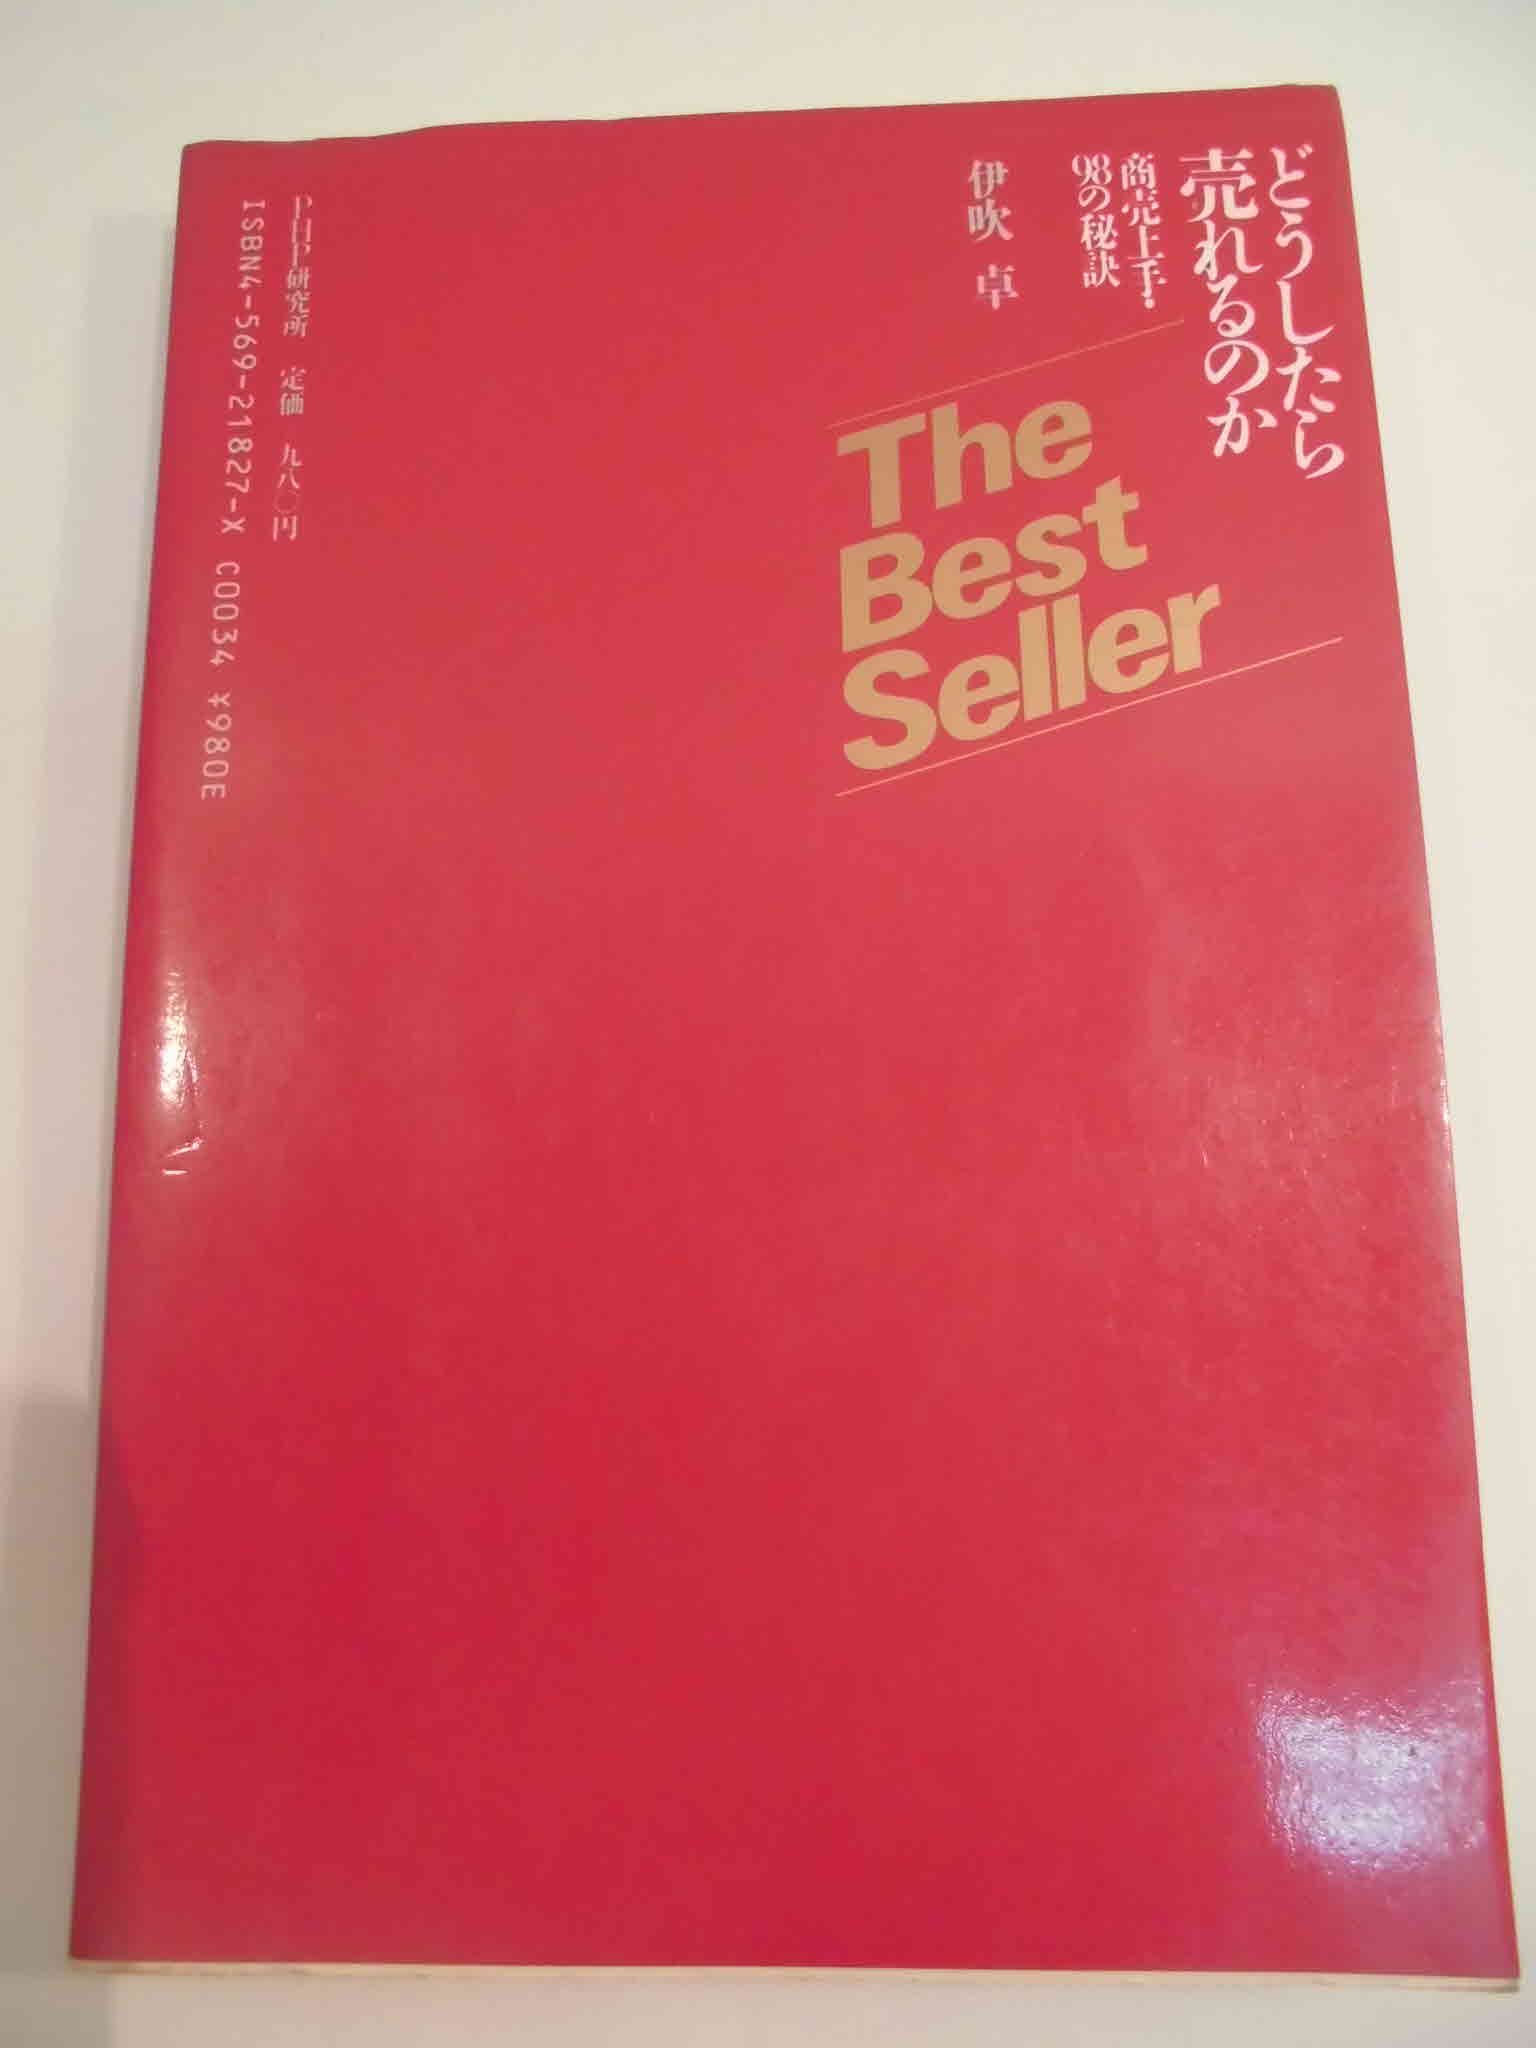 どうしたら
売れるのか
商売上手・
98の秘訣
伊吹 卓
The
Best
Seller
PHP研究所 定価 九八〇円
ISBN4-569-21827-X C0034 ¥980E